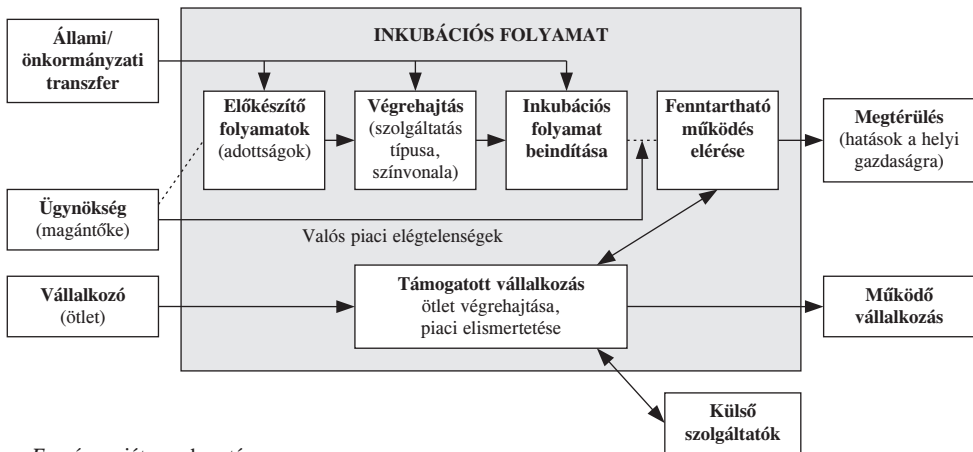 INKUBÁCIÓS FOLYAMAT
Állami/
önkormányzati
transzfer
Előkészítő
folyamatok
(adottságok)
Végrehajtás
(szolgáltatás
típusa,
színvonala)
Inkubációs
folyamat
beindítása
Fenntartható
működés
elérése
Megtérülés
(hatások a helyi
gazdaságra)
Ügynökség
(magántőke)
Valós piaci elégtelenségek
Vállalkozó
(ötlet)
Támogatott vállalkozás
ötlet végrehajtása,
piaci elismertetése
Működő
vállalkozás
Külső
szolgáltatók